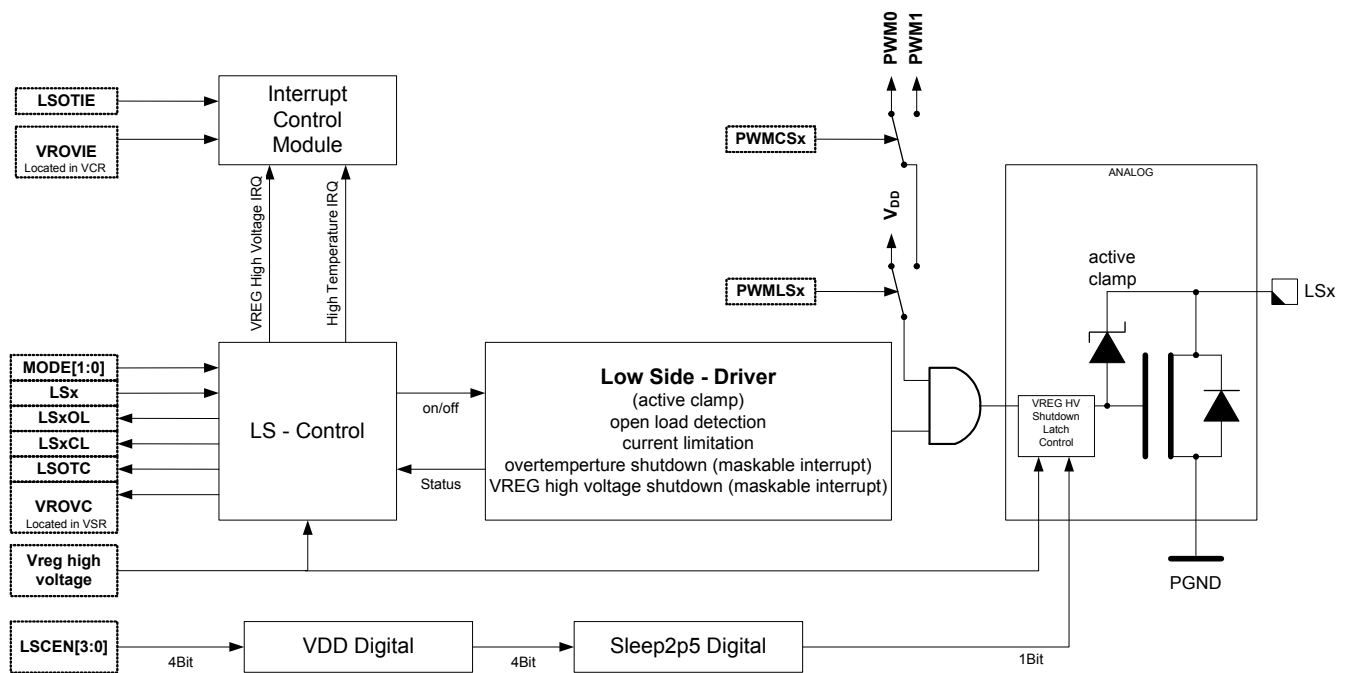 PWM0
PWM1
LSOTIE
VROVIE
Located in VCR
Interrupt
Control
Module
PWMCSx
ANALOG
VREG High Voltage IRQ
High Temperature IRQ
VDD
active
clamp
PWMLSx
LSx
MODE[1:0]
LSx
LSxOL
LSxCL
LSOTC
VROVC
Located in VSR
LS - Control
on/off
Status
Low Side - Driver
(active clamp)
open load detection
current limitation
overtemperture shutdown (maskable interrupt)
VREG high voltage shutdown (maskable interrupt)
VREG HV
Shutdown
Latch
Control
Vreg high
voltage
PGND
LSCEN[3:0]
4Bit
VDD Digital
4Bit
Sleep2p5 Digital
1Bit